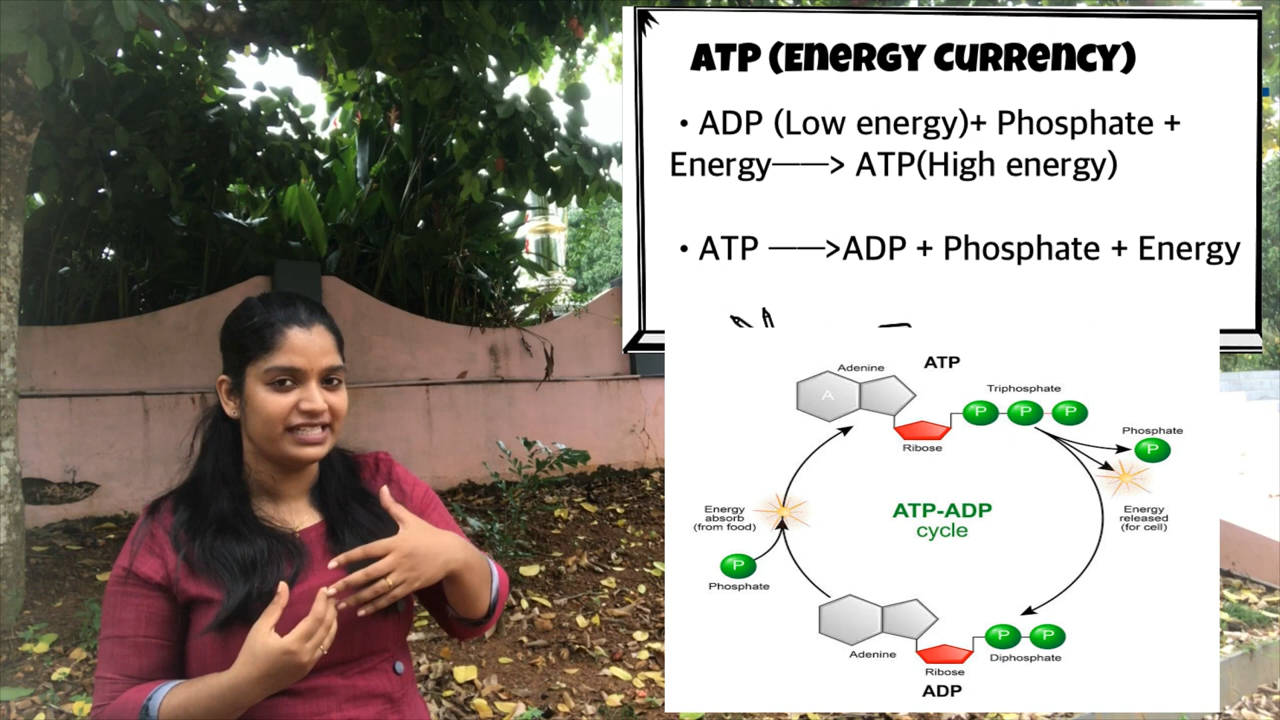 ATP (ENERGY CURRENCY)
• ADP (Low energy)+ Phosphate +
Energy——> ATP(High energy)
• ATP ——>ADP + Phosphate + Energy
ATP
Adenine
A
Triphosphate
P P P
Ribose
Phosphate
P
Energy
absorb
(from food)
ATP-ADP
cycle
Energy
released
(for cell)
P
Phosphate
P P
Adenine
Diphosphate
Ribose
ADP